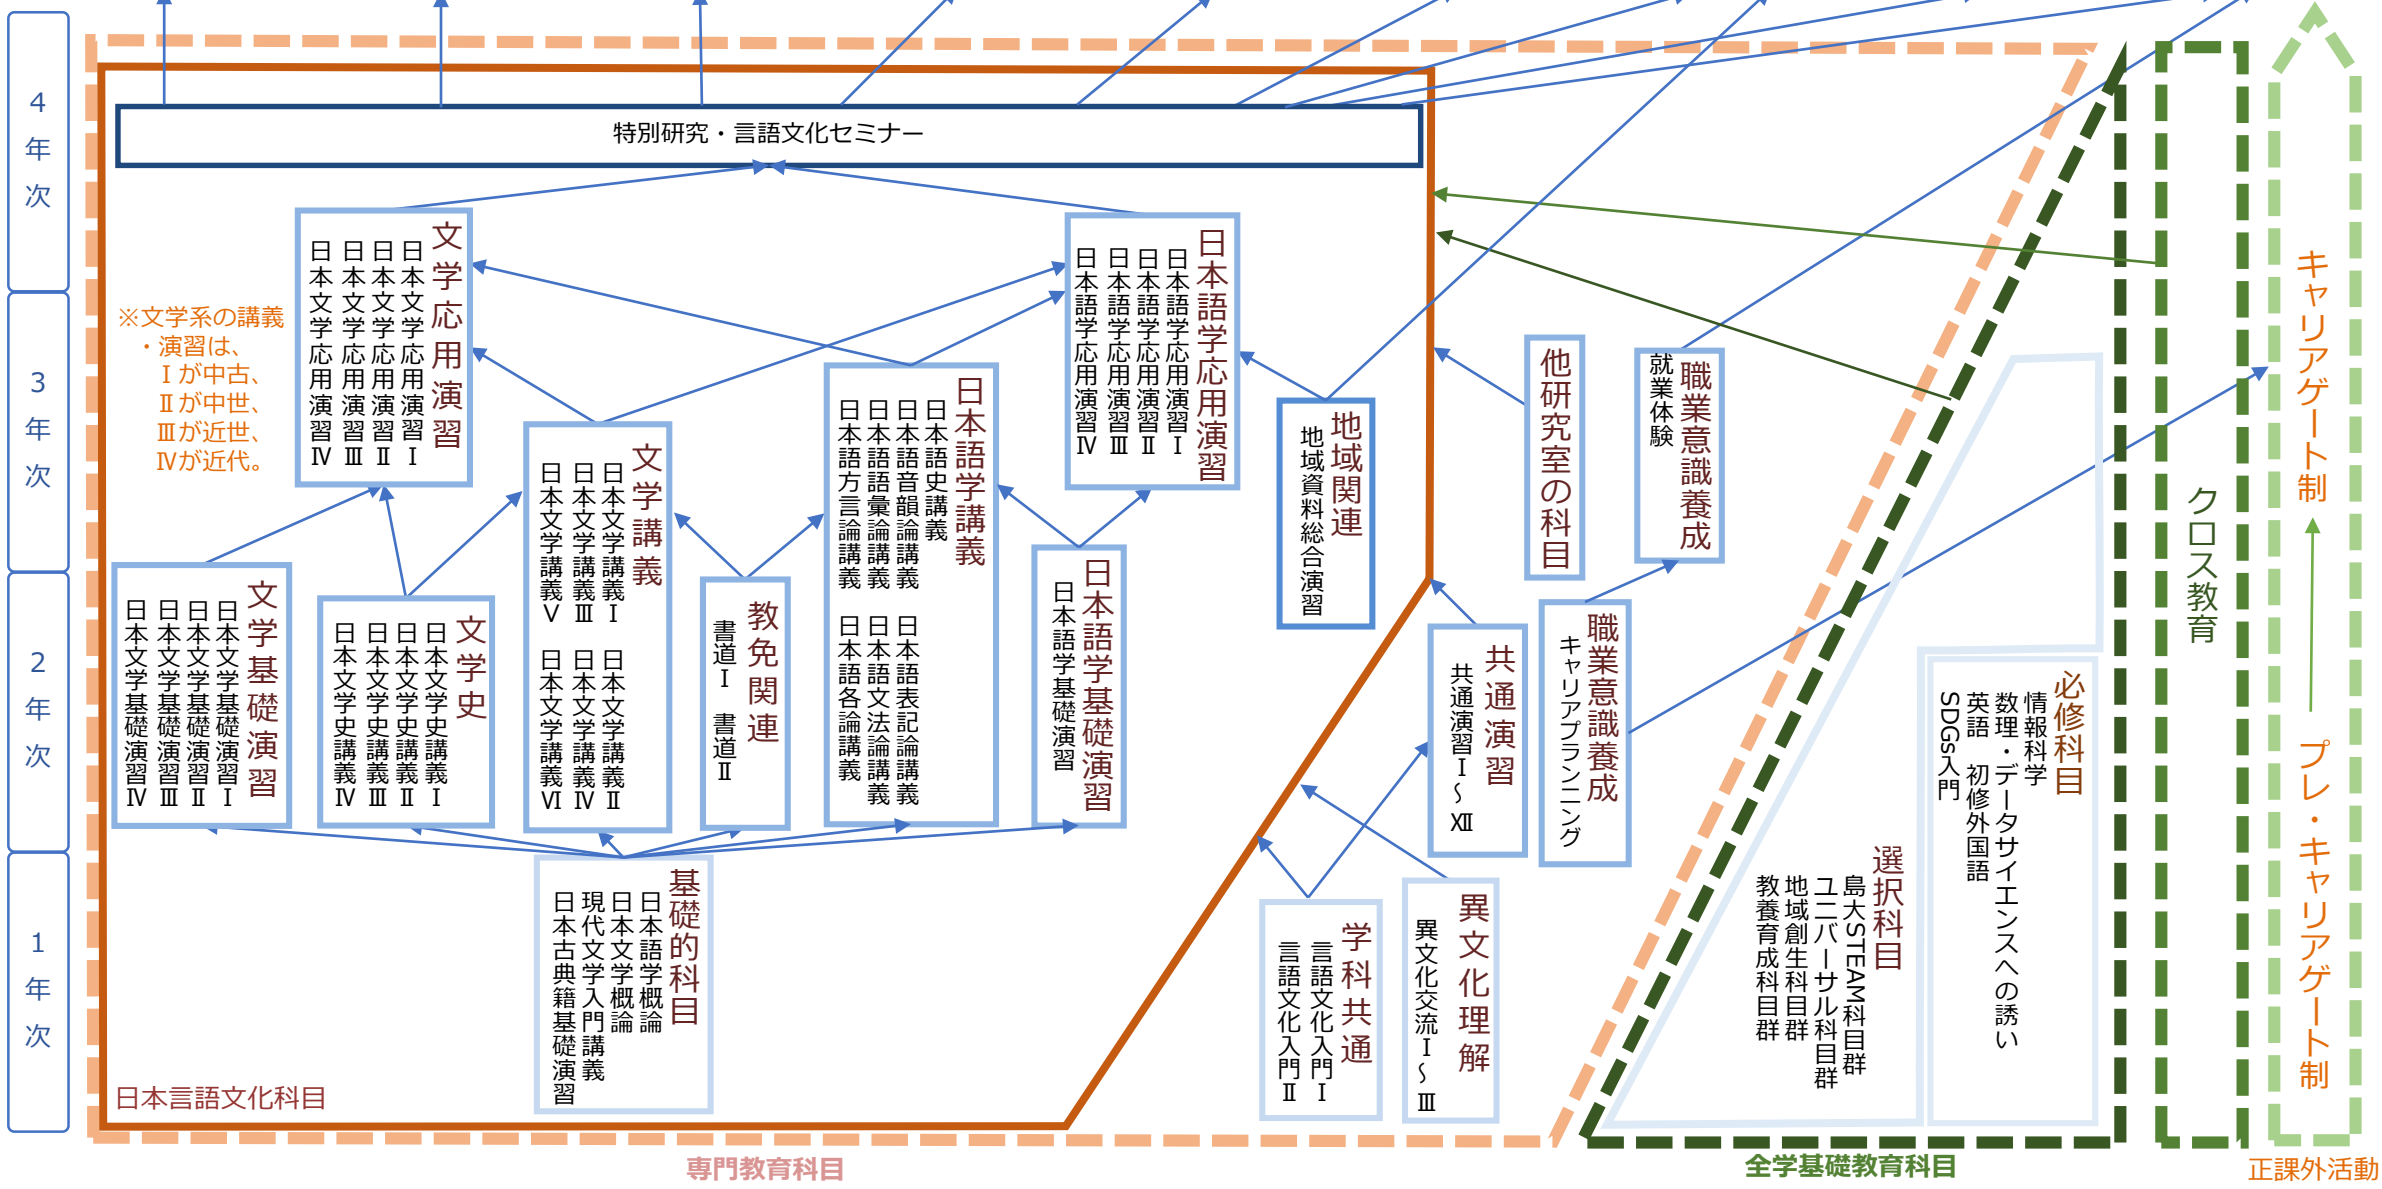 4年次
3年次
2年次
1年次
特別研究・言語文化セミナー
文学応用演習
日本文学応用演習Ⅰ
日本文学応用演習Ⅱ
日本文学応用演習Ⅲ
日本文学応用演習Ⅳ
日本語学応用演習
日本語学応用演習Ⅰ
日本語学応用演習Ⅱ
日本語学応用演習Ⅲ
日本語学応用演習Ⅳ
※文学系の講義
・演習は、
Ⅰが中古、
Ⅱが中世、
Ⅲが近世、
Ⅳが近代。
文学講義
日本文学講義Ⅰ 日本文学講義Ⅱ
日本文学講義Ⅲ 日本文学講義Ⅳ
日本文学講義Ⅴ 日本文学講義Ⅵ
日本語学講義
日本語史講義
日本語音韻論講義 日本語表記論講義
日本語語彙論講義 日本語文法論講義
日本語方言論講義 日本語各論講義
地域関連
地域資料総合演習
他研究室の科目
職業意識養成
就業体験
文学基礎演習
日本文学基礎演習Ⅰ
日本文学基礎演習Ⅱ
日本文学基礎演習Ⅲ
日本文学基礎演習Ⅳ
文学史
日本文学史講義Ⅰ
日本文学史講義Ⅱ
日本文学史講義Ⅲ
日本文学史講義Ⅳ
教免関連
書道Ⅰ 書道Ⅱ
日本語学基礎演習
日本語学基礎演習
共通演習
共通演習Ⅰ～Ⅻ
職業意識養成
キャリアプランニング
基礎的科目
日本語学概論
日本文学概論
現代文学入門講義
日本古典籍基礎演習
学科共通
言語文化入門Ⅰ
言語文化入門Ⅱ
異文化理解
異文化交流Ⅰ～Ⅲ
必修科目
情報科学
数理・データサイエンスへの誘い
英語 初修外国語
SDGs入門
選択科目
島大STEAM科目群
ユニバーサル科目群
地域創生科目群
教養育成科目群
クロス教育
キャリアゲート制
プレ・キャリアゲート制
日本言語文化科目
専門教育科目
全学基礎教育科目
正課外活動